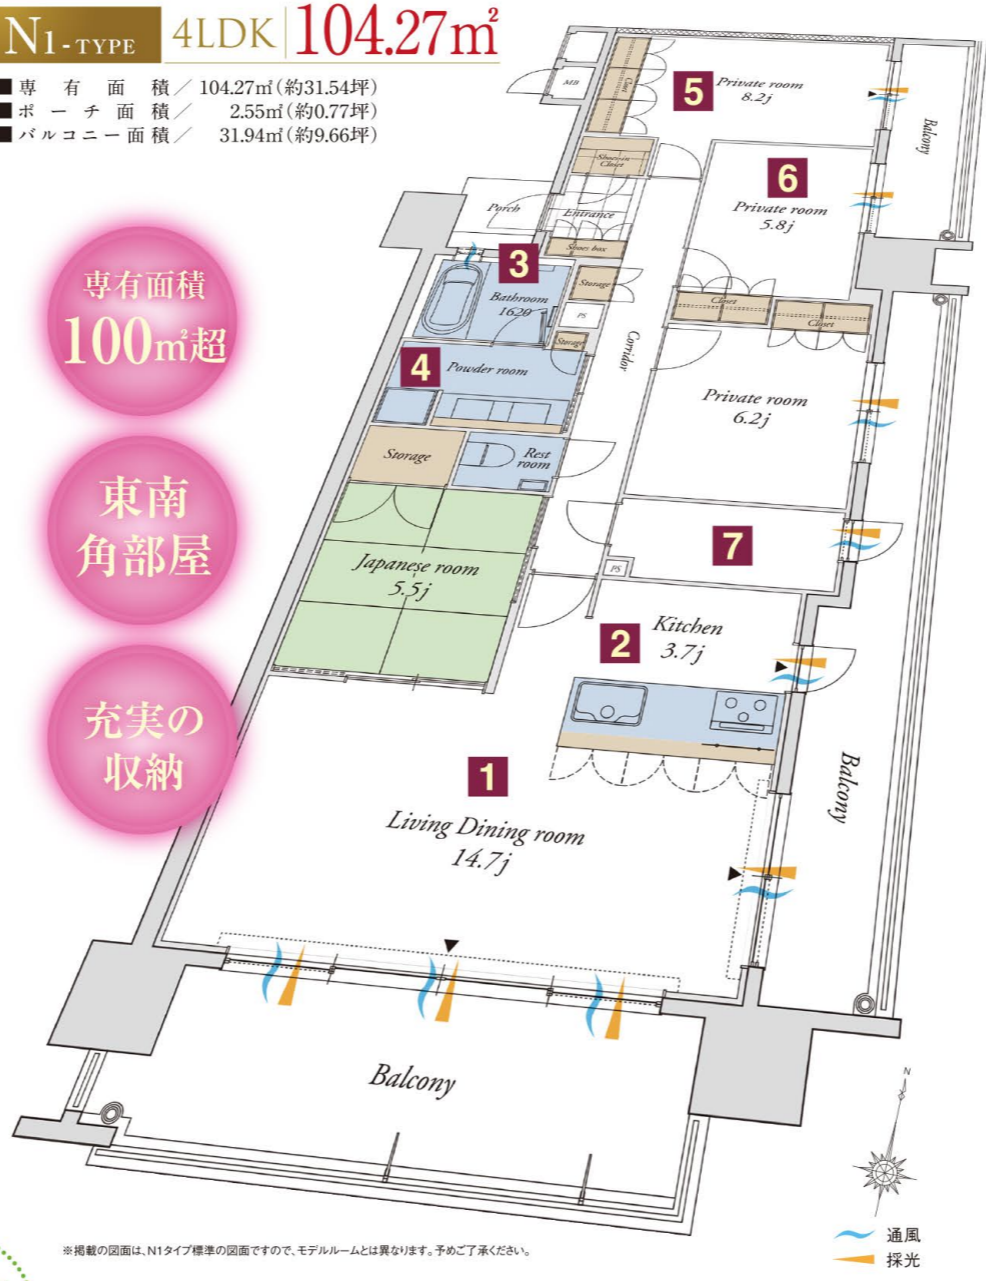 N1-TYPE 4LDK 104.27㎡
■専有面積／104.27㎡(約31.54坪)
■ポーチ面積／2.55㎡(約0.77坪)
■バルコニー面積／31.94㎡(約9.66坪)
専有面積
100㎡超
東南
角部屋
充実の
収納
MB
Closet
5
Private room
8.2j
Balcony
Shoes in
Closet
6
Private room
5.8j
Porch
Entrance
Shoes box
3
Bathroom
1620
Storage
PS
Storage
Closet
Closet
Corridor
4
Powder room
Private room
6.2j
Storage
Rest
room
7
Japanese room
5.5j
PS
2
Kitchen
3.7j
1
Living Dining room
14.7j
Balcony
Balcony
N
通風
採光
※掲載の図面は、N1タイプ標準の図面ですので、モデルルームとは異なります。予めご了承ください。